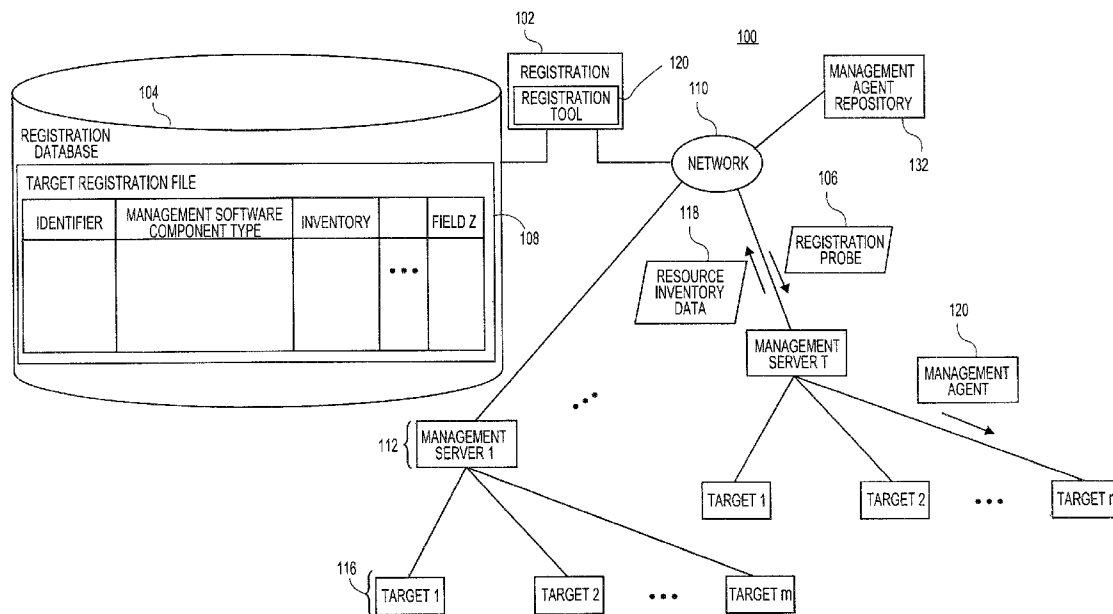 100
102
REGISTRATION
REGISTRATION
TOOL
120
104
REGISTRATION
DATABASE
TARGET REGISTRATION FILE
IDENTIFIER
MANAGEMENT SOFTWARE
COMPONENT TYPE
INVENTORY
•••
FIELD Z
108
110
NETWORK
MANAGEMENT
AGENT
REPOSITORY
132
106
REGISTRATION
PROBE
118
RESOURCE
INVENTORY
DATA
MANAGEMENT
SERVER T
120
MANAGEMENT
AGENT
•••
112
MANAGEMENT
SERVER 1
TARGET 1
TARGET 2
•••
TARGET n
116
TARGET 1
TARGET 2
•••
TARGET m